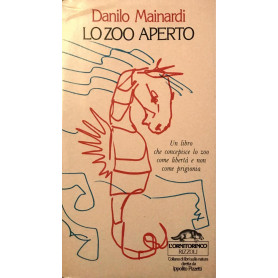 Danilo Mainardi
LO ZOO APERTO
Un libro
che concepisce lo zoo
come libertà e non
come prigionia
L'ORNITORINCO
RIZZOLI
Collana di libri sulla natura
diretta da
Ippolito Pizzetti